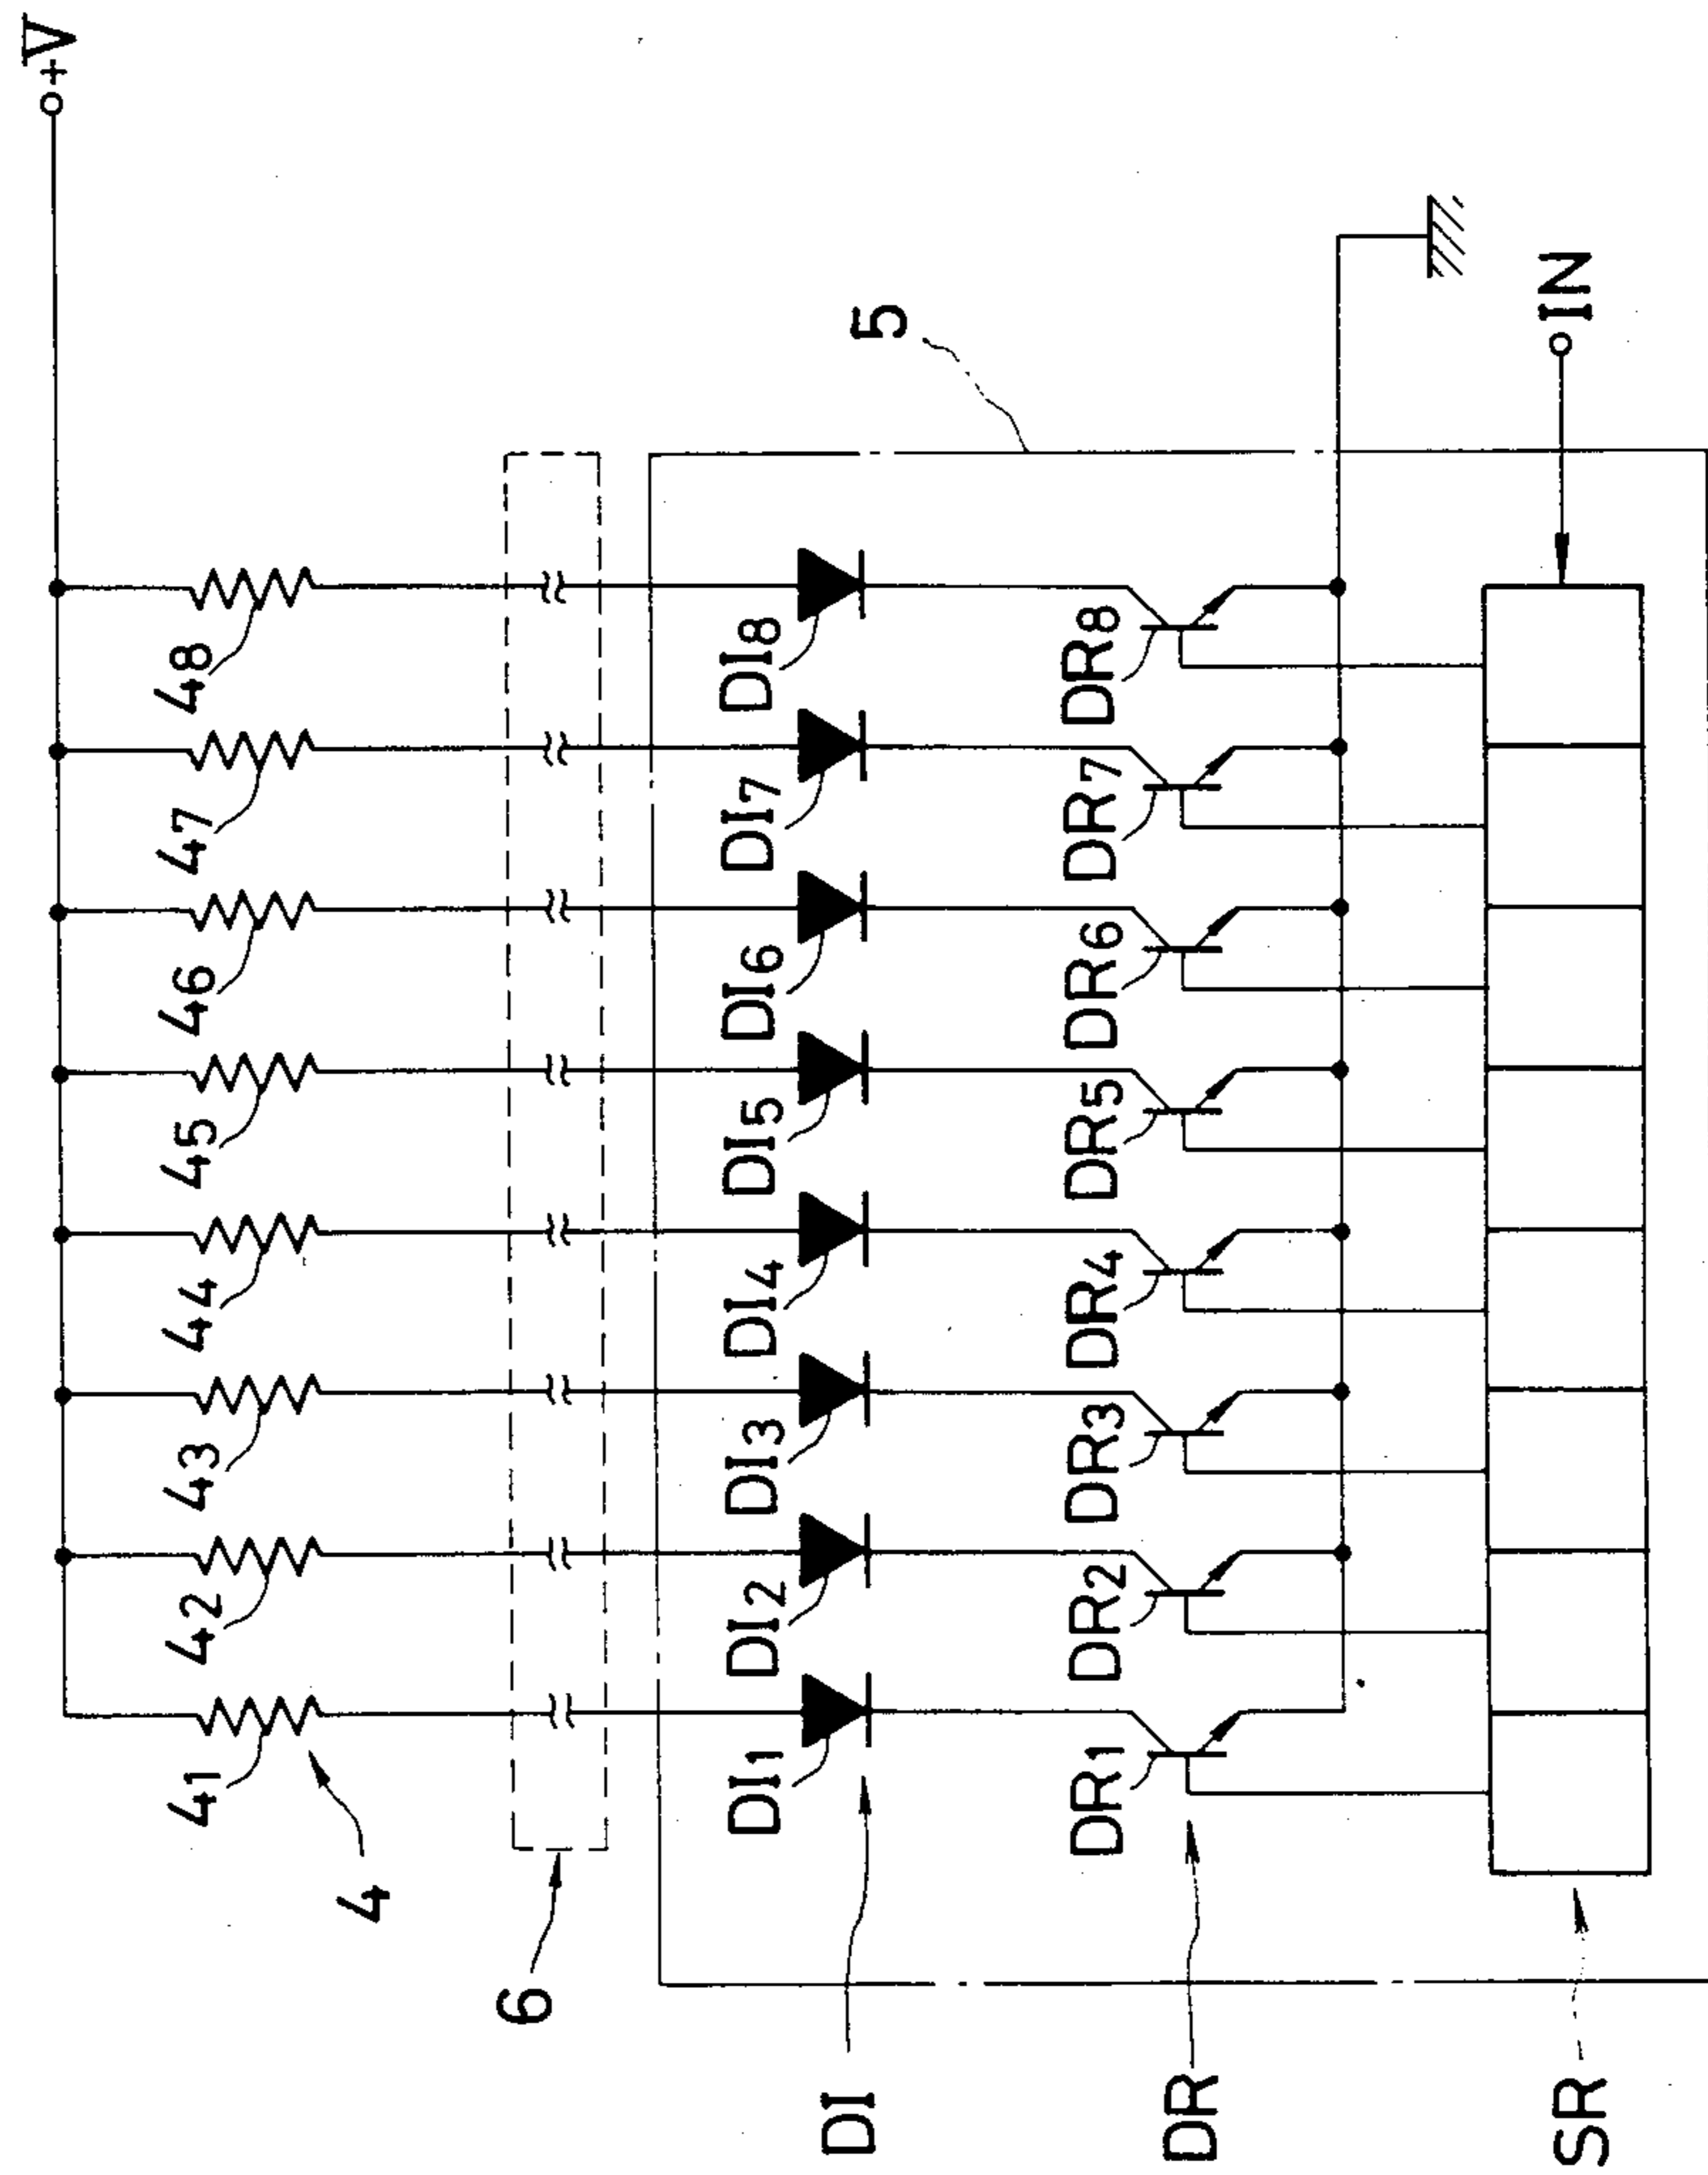 +V
4 41 42 43 44 45 46 47 48
6
5
DI DI1 DI2 DI3 DI4 DI5 DI6 DI7 DI8
DR DR1 DR2 DR3 DR4 DR5 DR6 DR7 DR8
SR
IN